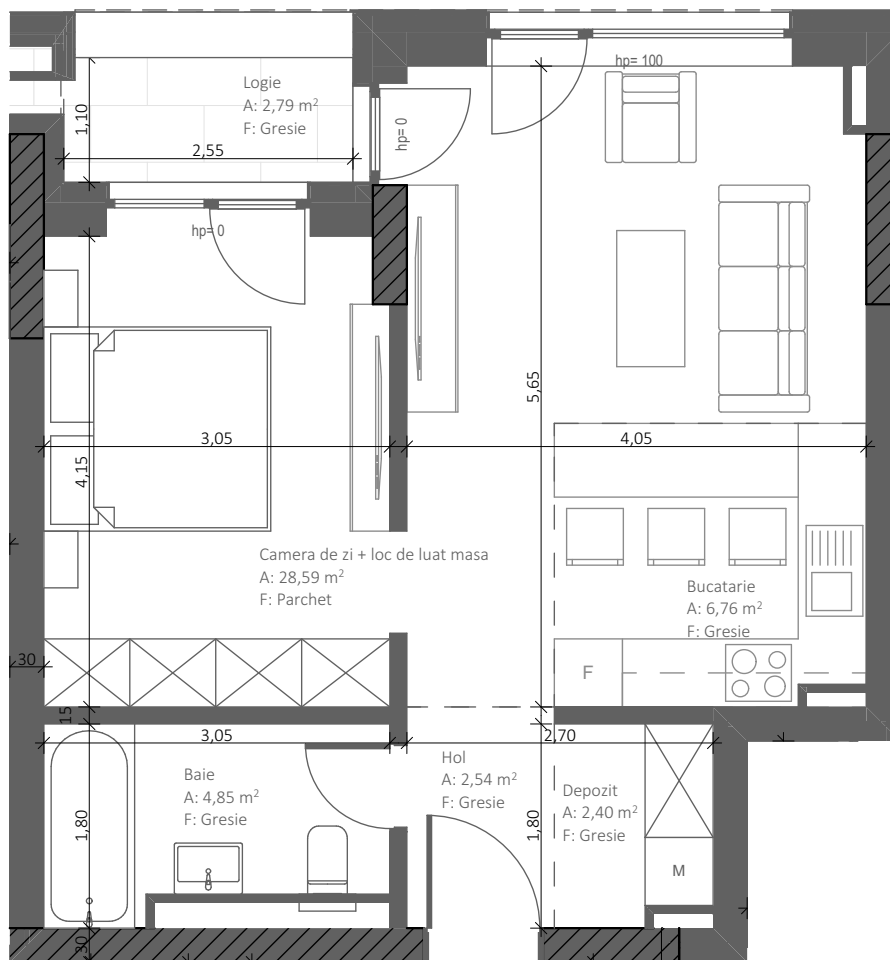 Logie
A: 2,79 m²
F: Gresie
1,10
2,55
hp= 0
hp= 100
hp= 0
5,65
3,05
4,05
4,15
Camera de zi + loc de luat masa
A: 28,59 m²
F: Parchet
Bucatarie
A: 6,76 m²
F: Gresie
30
F
15
3,05
2,70
Hol
A: 2,54 m²
F: Gresie
Baie
A: 4,85 m²
F: Gresie
Depozit
A: 2,40 m²
F: Gresie
1,80
1,80
M
30